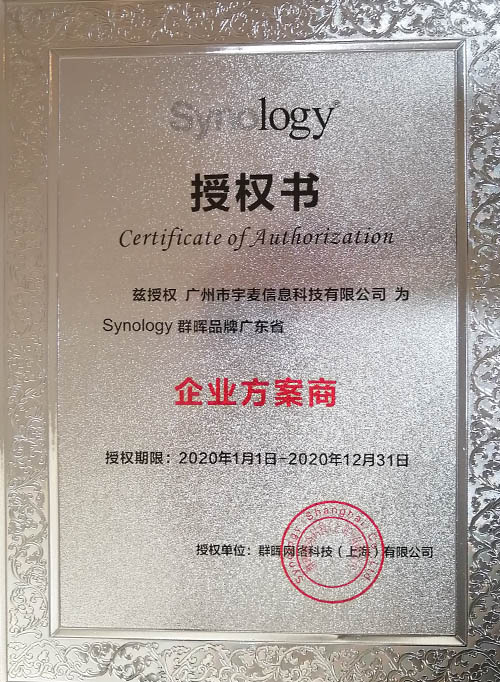 Synology
授权书
Certificate of Authorization
兹授权 广州市宇麦信息科技有限公司 为
Synology 群晖品牌广东省
企业方案商
授权期限：2020年1月1日-2020年12月31日
授权单位：群晖网络科技（上海）有限公司
Shanghai Co., Ltd